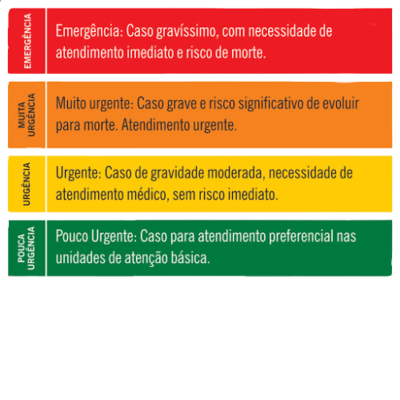 EMERGÊNCIA
Emergência: Caso gravíssimo, com necessidade de
atendimento imediato e risco de morte.
MUITA
URGÊNCIA
Muito urgente: Caso grave e risco significativo de evoluir
para morte. Atendimento urgente.
URGÊNCIA
Urgente: Caso de gravidade moderada, necessidade de
atendimento médico, sem risco imediato.
POUCA
URGÊNCIA
Pouco Urgente: Caso para atendimento preferencial nas
unidades de atenção básica.